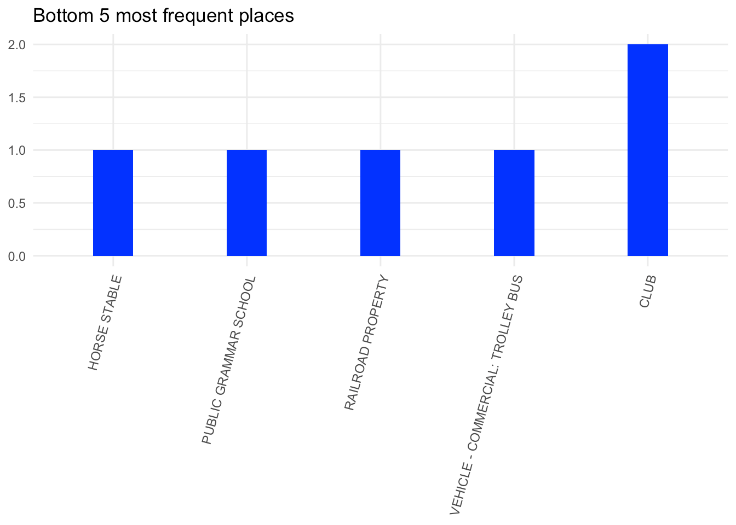 Bottom 5 most frequent places
2.0
1.5
1.0
0.5
0.0
HORSE STABLE
PUBLIC GRAMMAR SCHOOL
RAILROAD PROPERTY
VEHICLE - COMMERCIAL: TROLLEY BUS
CLUB